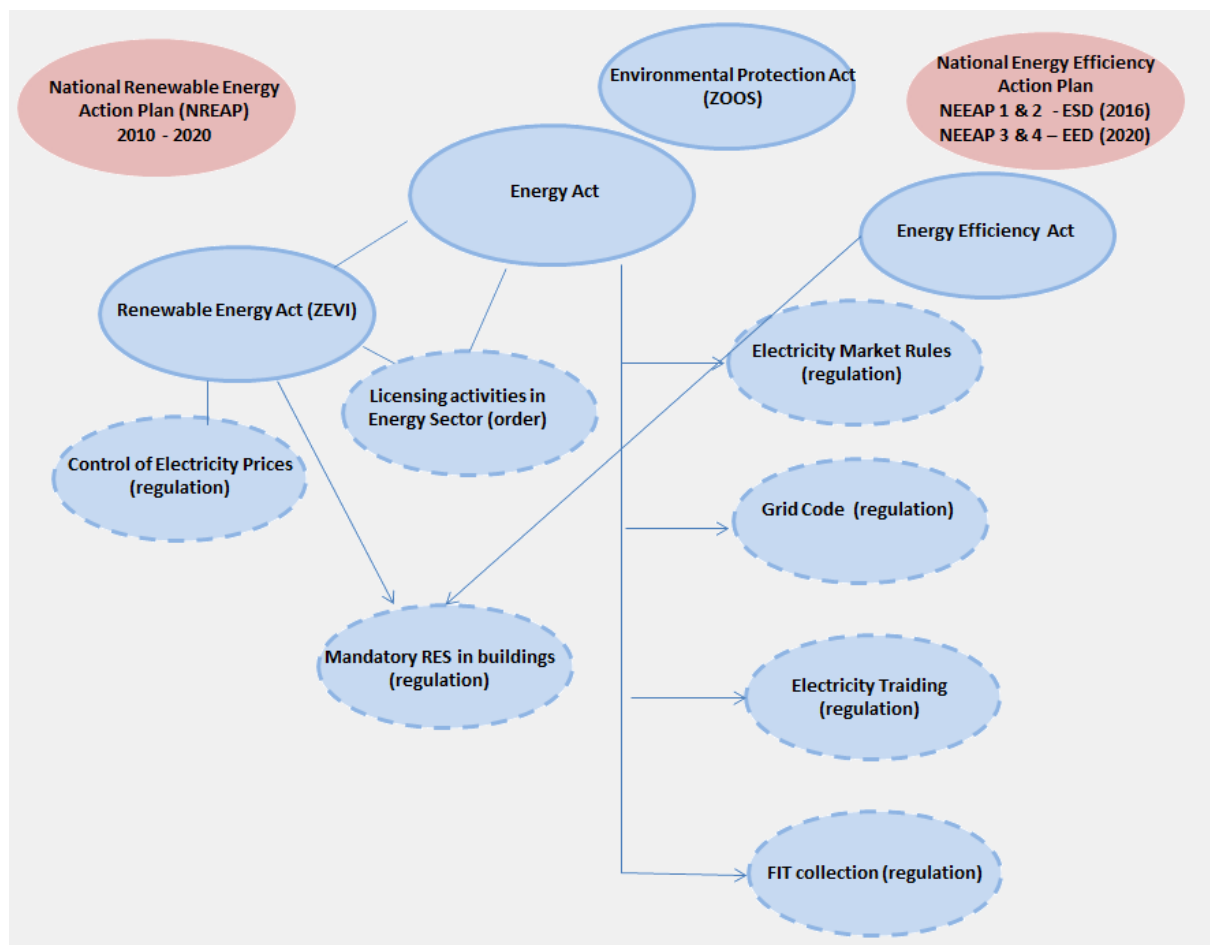 National Renewable Energy
Action Plan (NREAP)
2010 - 2020
Environmental Protection Act
(ZOOS)
National Energy Efficiency
Action Plan
NEEAP 1 & 2 - ESD (2016)
NEEAP 3 & 4 – EED (2020)
Energy Act
Energy Efficiency Act
Renewable Energy Act (ZEVI)
Electricity Market Rules
(regulation)
Licensing activities in
Energy Sector (order)
Control of Electricity Prices
(regulation)
Grid Code (regulation)
Mandatory RES in buildings
(regulation)
Electricity Traiding
(regulation)
FIT collection (regulation)